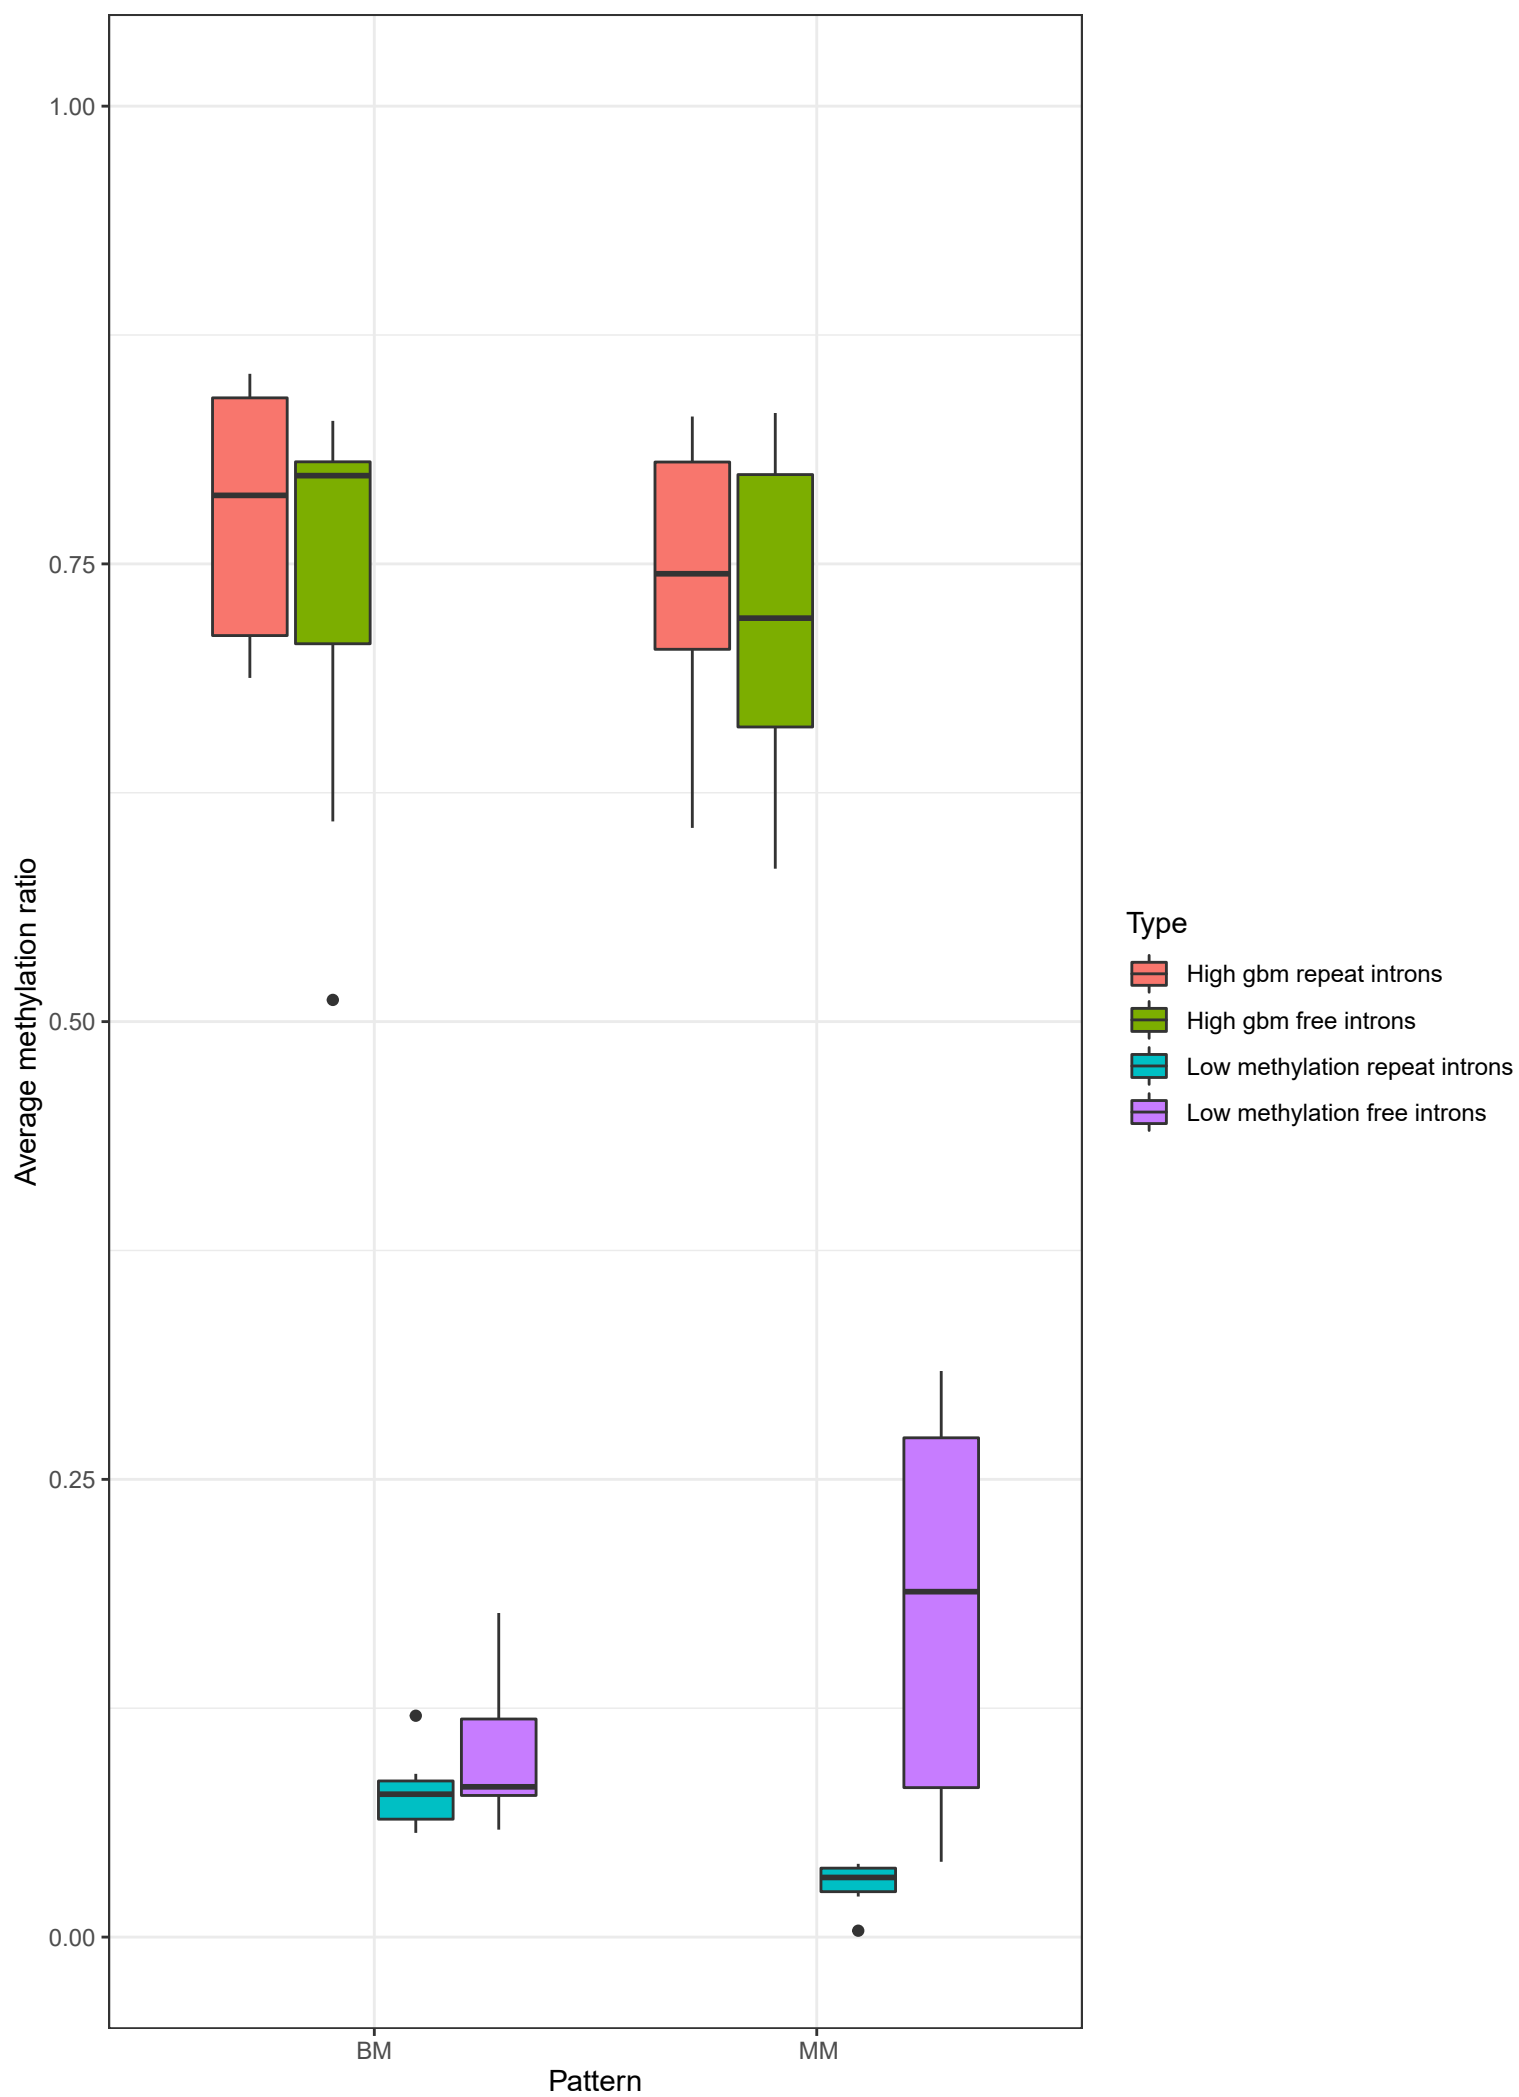 1.00
0.75
0.50
0.25
0.00
Average methylation ratio
BM
MM
Pattern
Type
High gbm repeat introns
High gbm free introns
Low methylation repeat introns
Low methylation free introns